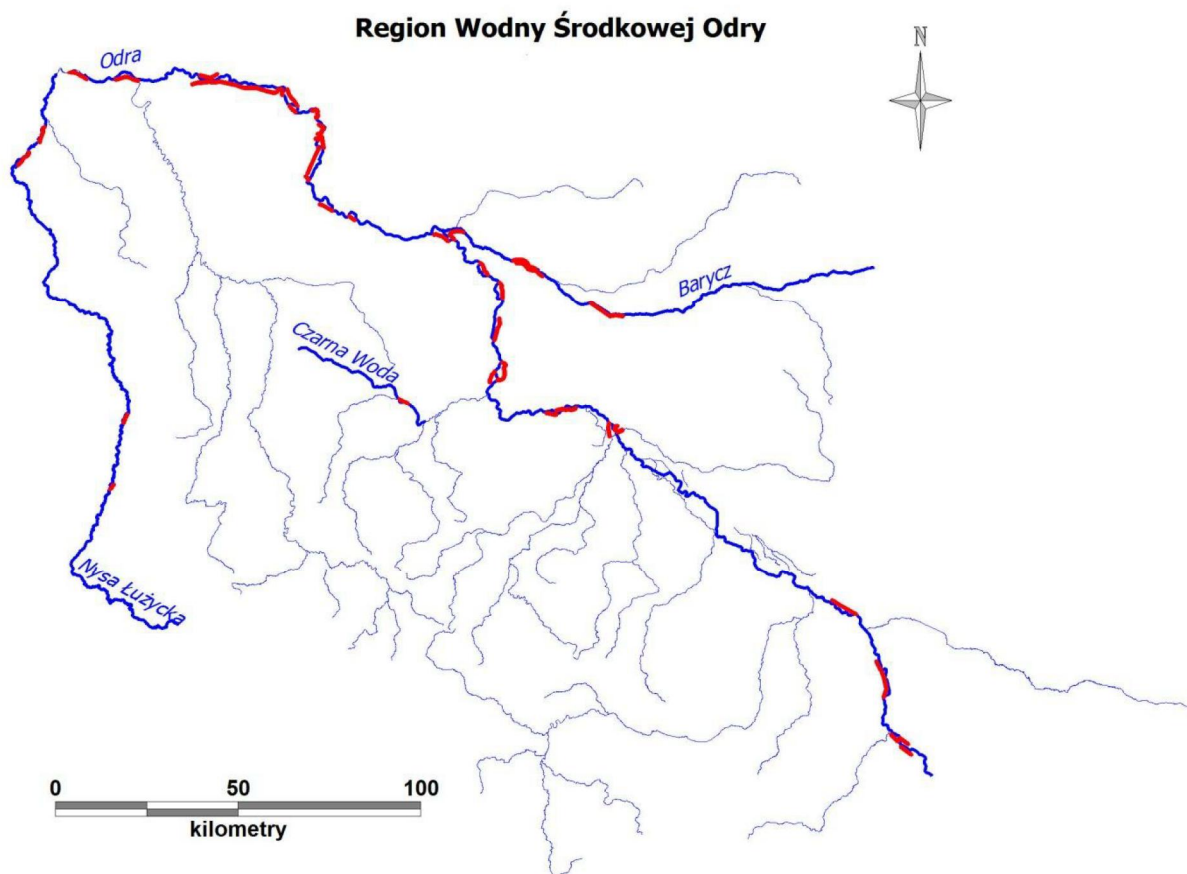 Region Wodny Środkowej Odry
N
Odra
Barycz
Czarna Woda
Nysa Łużycka
0 50 100
kilometry